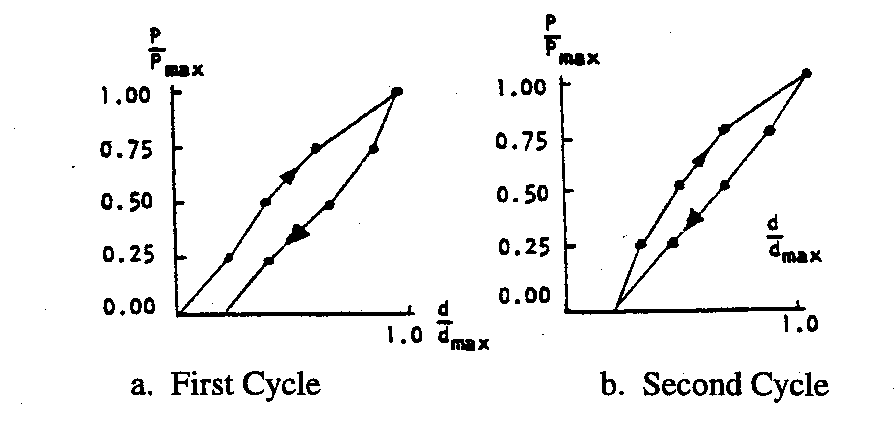 P
P max
1.00
0.75
0.50
0.25
0.00
1.0
d
d max
a. First Cycle
P
P max
1.00
0.75
0.50
0.25
0.00
d
d max
1.0
b. Second Cycle